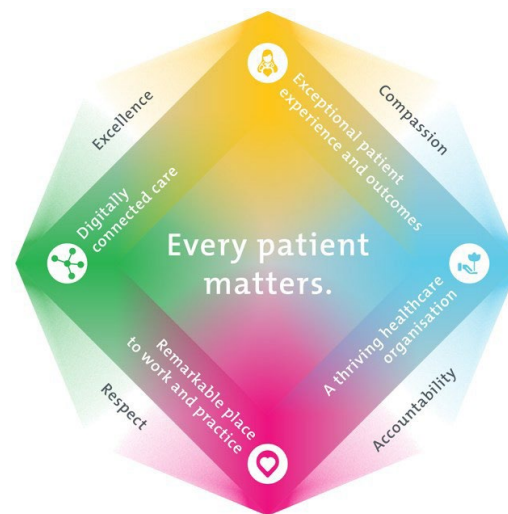 Excellence
Compassion
Exceptional patient
experience and outcomes
Digitally
connected care
Every patient
matters.
A thriving healthcare
organisation
Remarkable place
to work and practice
Respect
Accountability